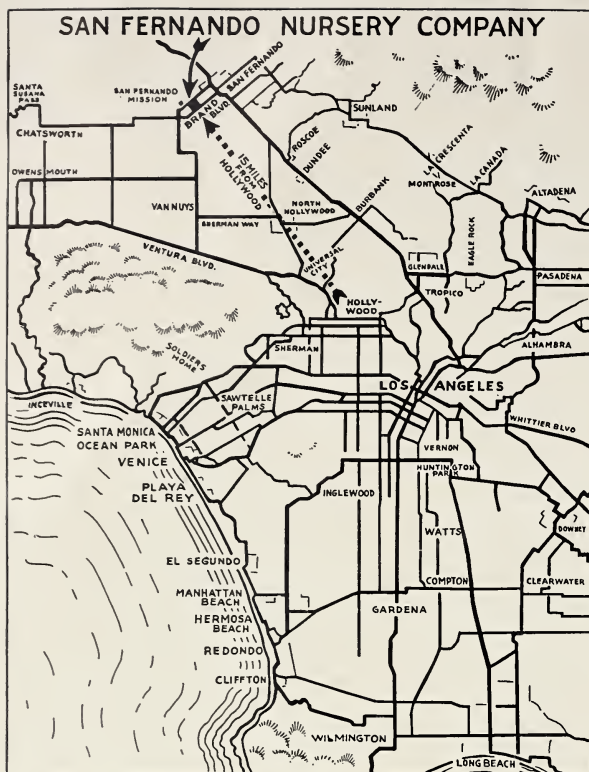 SAN FERNANDO NURSERY COMPANY
SANTA
SUSANA
PASS
SAN FERNANDO
MISSION
BRAND
BLVD.
SAN FERNANDO
SUNLAND
CHATSWORTH
OWENSMOUTH
ROSCOE
DUNDEE
LA CRESCENTA
LA CANADA
MONTROSE
ALTADENA
15 MILES
FROM
HOLLYWOOD
VAN NUYS
NORTH
HOLLYWOOD
SHERMAN WAY
BURBANK
EAGLE ROCK
VENTURA BLVD.
UNIVERSAL
CITY
GLENDALE
PASADENA
TROPICO
HOLLY-
WOOD
SOLDIERS
HOME
SHERMAN
ALHAMBRA
LOS ANGELES
INCEVILLE
SAWTELLE
PALMS
WHITTIER BLVD
SANTA MONICA
OCEAN PARK
VENICE
VERNON
HUNTINGTON
PARK
PLAYA
DEL REY
INGLEWOOD
WATTS
DOWNEY
EL SEGUNDO
COMPTON
CLEARWATER
MANHATTAN
BEACH
GARDENA
HERMOSA
BEACH
REDONDO
CLIFFTON
WILMINGTON
LONG BEACH